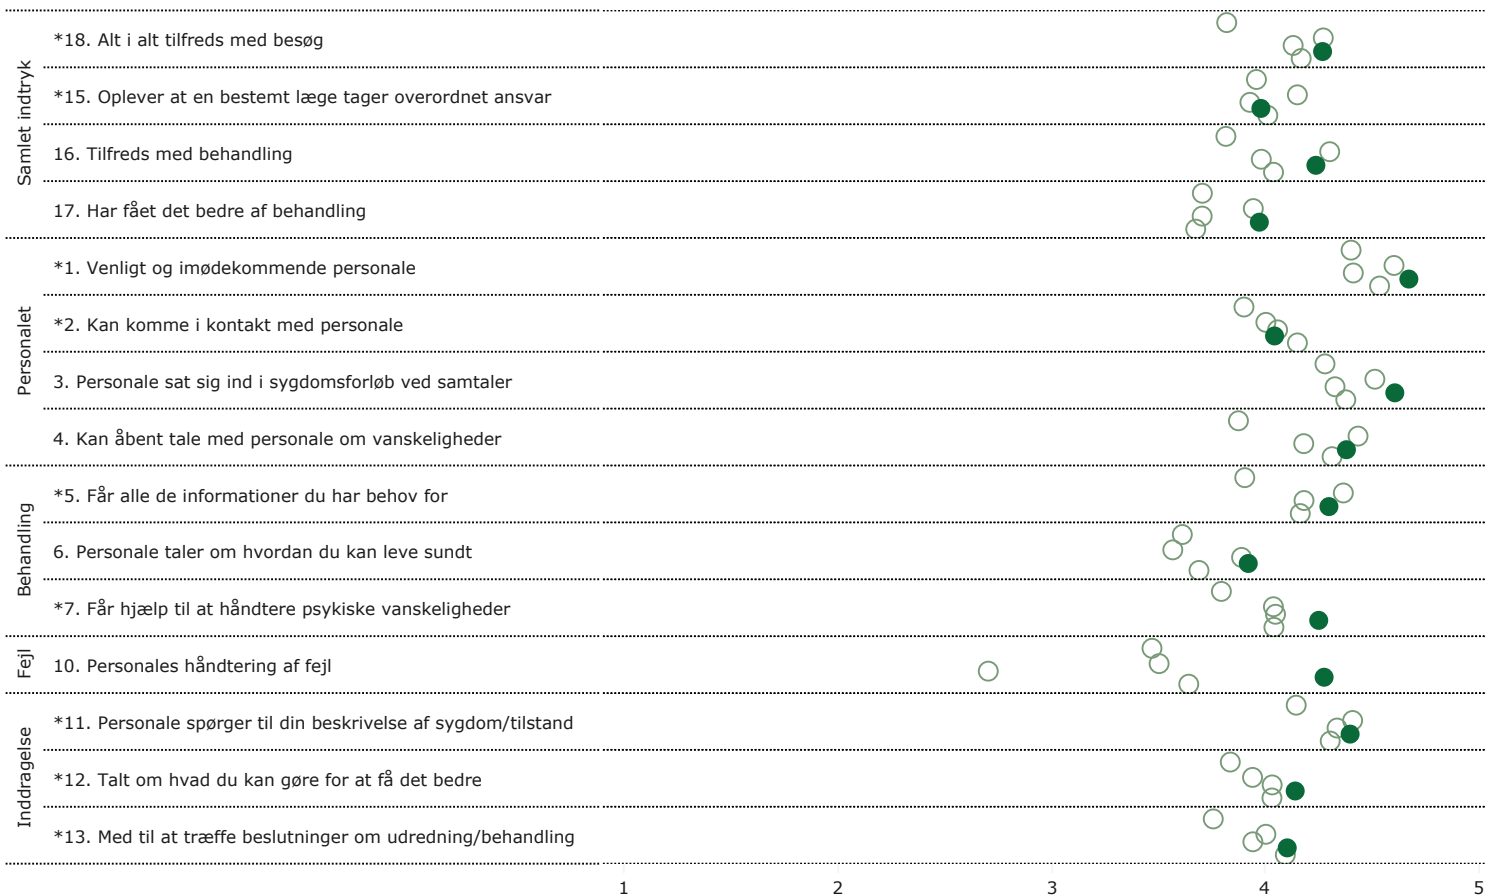 Samlet indtryk
*18. Alt i alt tilfreds med besøg
*15. Oplever at en bestemt læge tager overordnet ansvar
16. Tilfreds med behandling
17. Har fået det bedre af behandling
Personalet
*1. Venligt og imødekommende personale
*2. Kan komme i kontakt med personale
3. Personale sat sig ind i sygdomsforløb ved samtaler
4. Kan åbent tale med personale om vanskeligheder
Behandling
*5. Får alle de informationer du har behov for
6. Personale taler om hvordan du kan leve sundt
*7. Får hjælp til at håndtere psykiske vanskeligheder
Fejl
10. Personales håndtering af fejl
Inddragelse
*11. Personale spørger til din beskrivelse af sygdom/tilstand
*12. Talt om hvad du kan gøre for at få det bedre
*13. Med til at træffe beslutninger om udredning/behandling
1 2 3 4 5